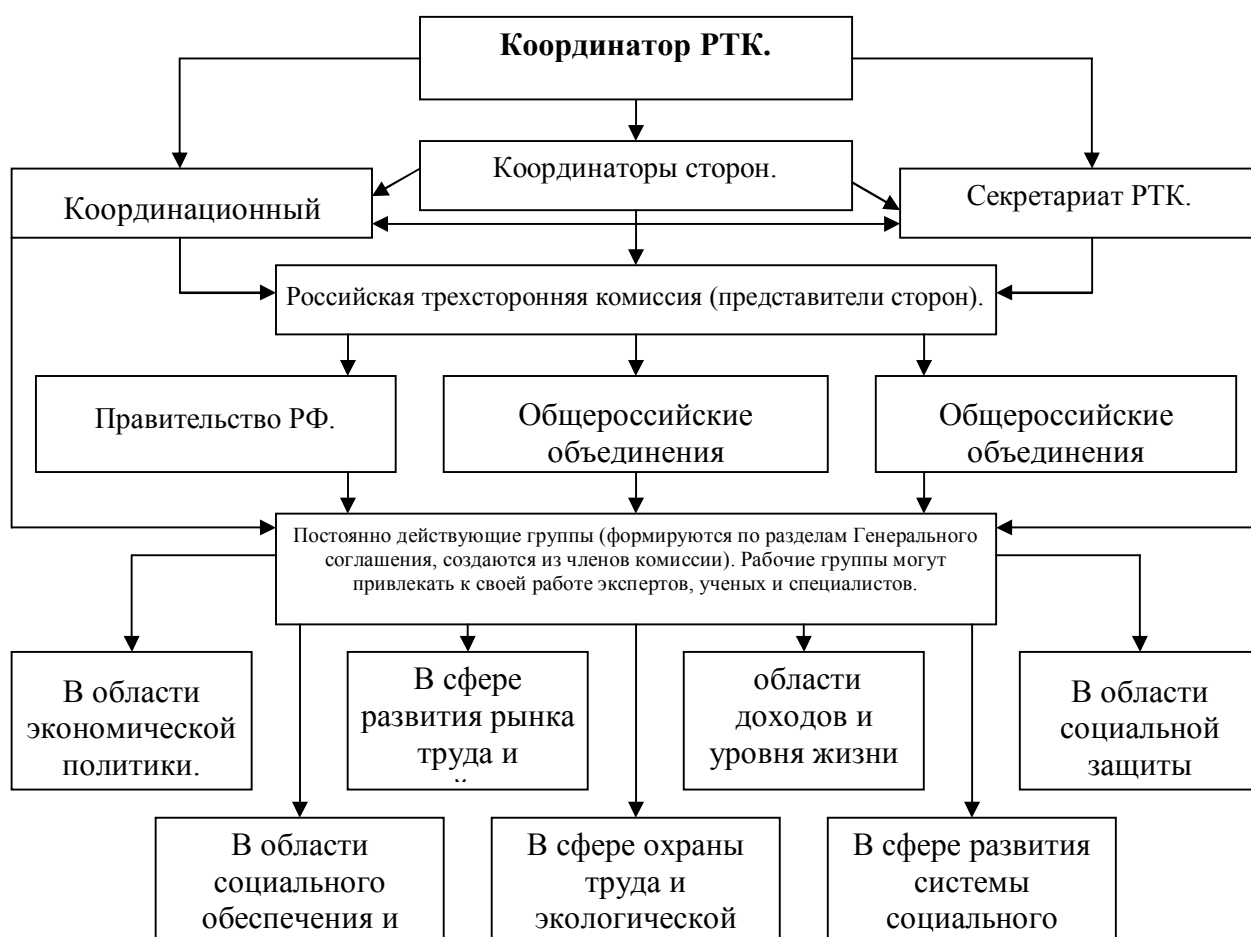 Координатор РТК.
Координаторы сторон.
Координационный
Секретариат РТК.
Российская трехсторонняя комиссия (представители сторон).
Правительство РФ.
Общероссийские
объединения
Общероссийские
объединения
Постоянно действующие группы (формируются по разделам Генерального
соглашения, создаются из членов комиссии). Рабочие группы могут
привлекать к своей работе экспертов, ученых и специалистов.
В области
экономической
политики.
В сфере
развития рынка
труда и
области
доходов и
уровня жизни
В области
социальной
защиты
В области
социального
обеспечения и
В сфере охраны
труда и
экологической
В сфере развития
системы
социального